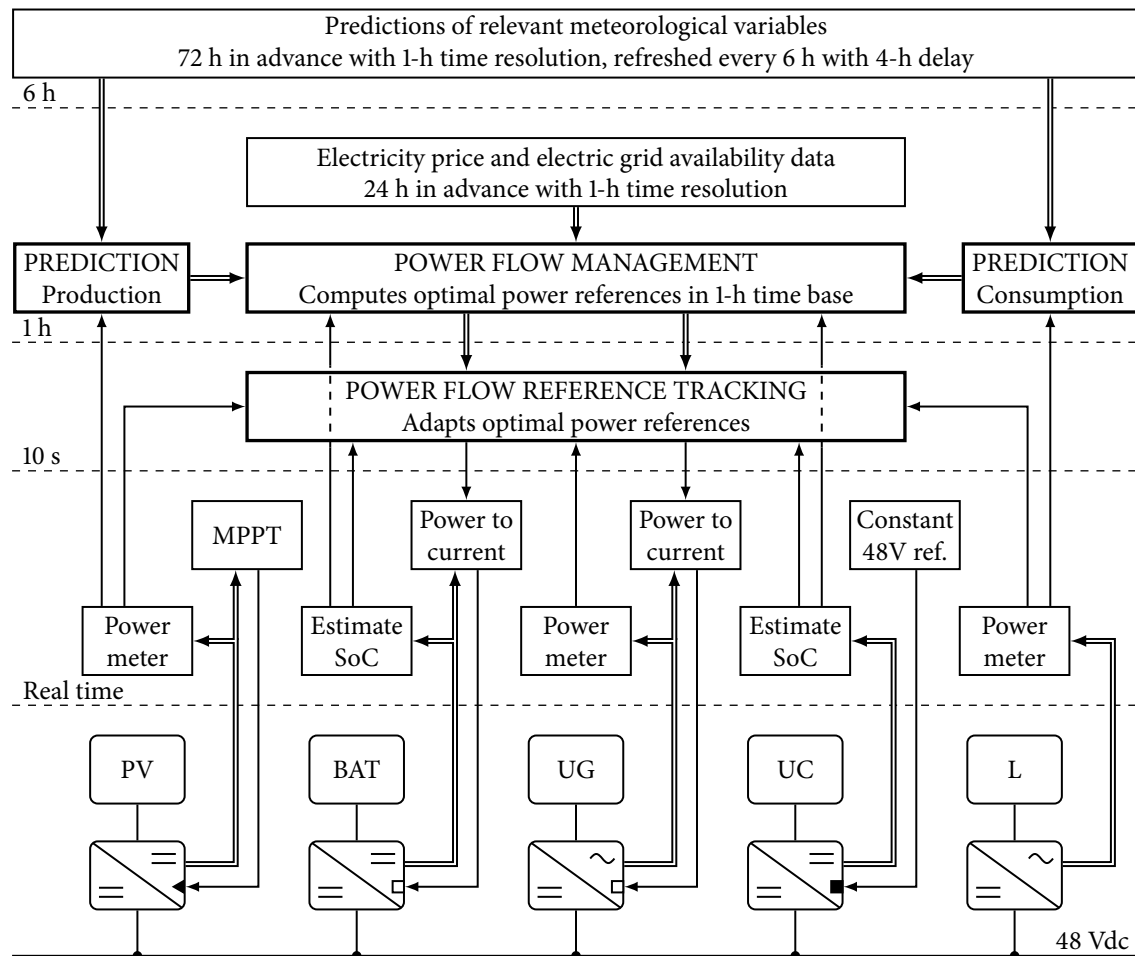 Predictions of relevant meteorological variables
72 h in advance with 1-h time resolution, refreshed every 6 h with 4-h delay
6 h
Electricity price and electric grid availability data
24 h in advance with 1-h time resolution
PREDICTION
Production
POWER FLOW MANAGEMENT
Computes optimal power references in 1-h time base
PREDICTION
Consumption
1 h
POWER FLOW REFERENCE TRACKING
Adapts optimal power references
10 s
MPPT
Power to
current
Power to
current
Constant
48V ref.
Power
meter
Estimate
SoC
Power
meter
Estimate
SoC
Power
meter
Real time
PV
BAT
UG
UC
L
48 Vdc